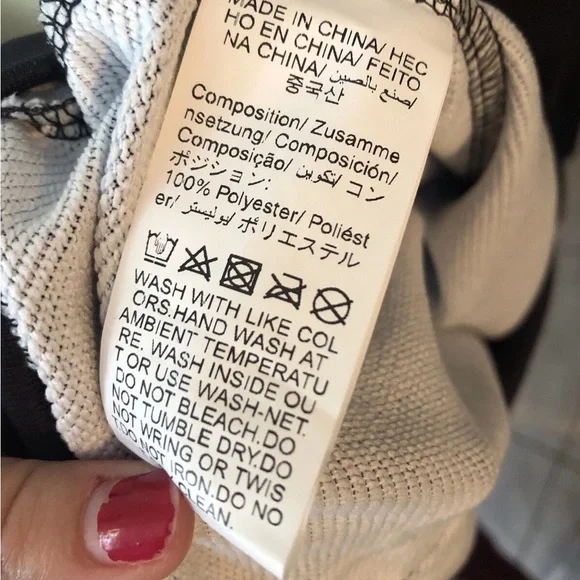 MADE IN CHINA/ HEC
HO EN CHINA/ FEITO
NA CHINA/ صنع بالصين/
중국산
Composition/ Zusamme
nsetzung/ Composición/
Composição/ تكوين/ コン
ポジション:
100% Polyester/ Poliést
er/ بوليستر/ ポリエステル
WASH WITH LIKE COL
ORS.HAND WASH AT
AMBIENT TEMPERATU
RE. WASH INSIDE OU
T OR USE WASH-NET.
DO NOT BLEACH.DO
NOT TUMBLE DRY.DO
NOT WRING OR TWIS
T.DO NOT IRON.DO NO
CLEAN.